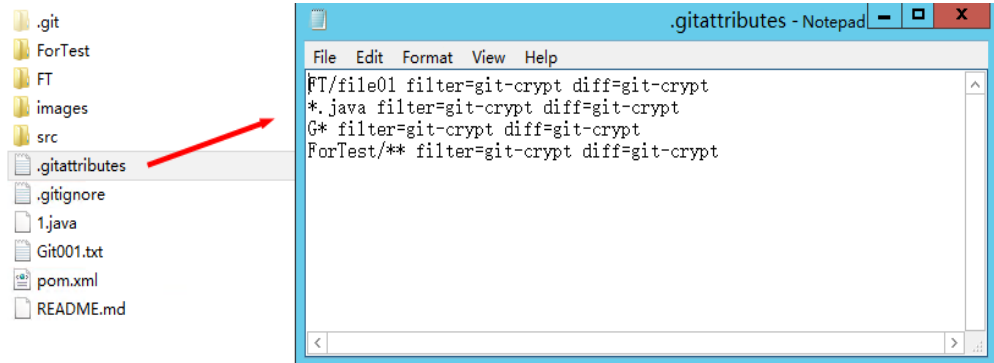 .git
ForTest
FT
images
src
.gitattributes
.gitignore
1.java
Git001.txt
pom.xml
README.md
.gitattributes - Notepad
File Edit Format View Help
FT/file01 filter=git-crypt diff=git-crypt
*.java filter=git-crypt diff=git-crypt
G* filter=git-crypt diff=git-crypt
ForTest/** filter=git-crypt diff=git-crypt